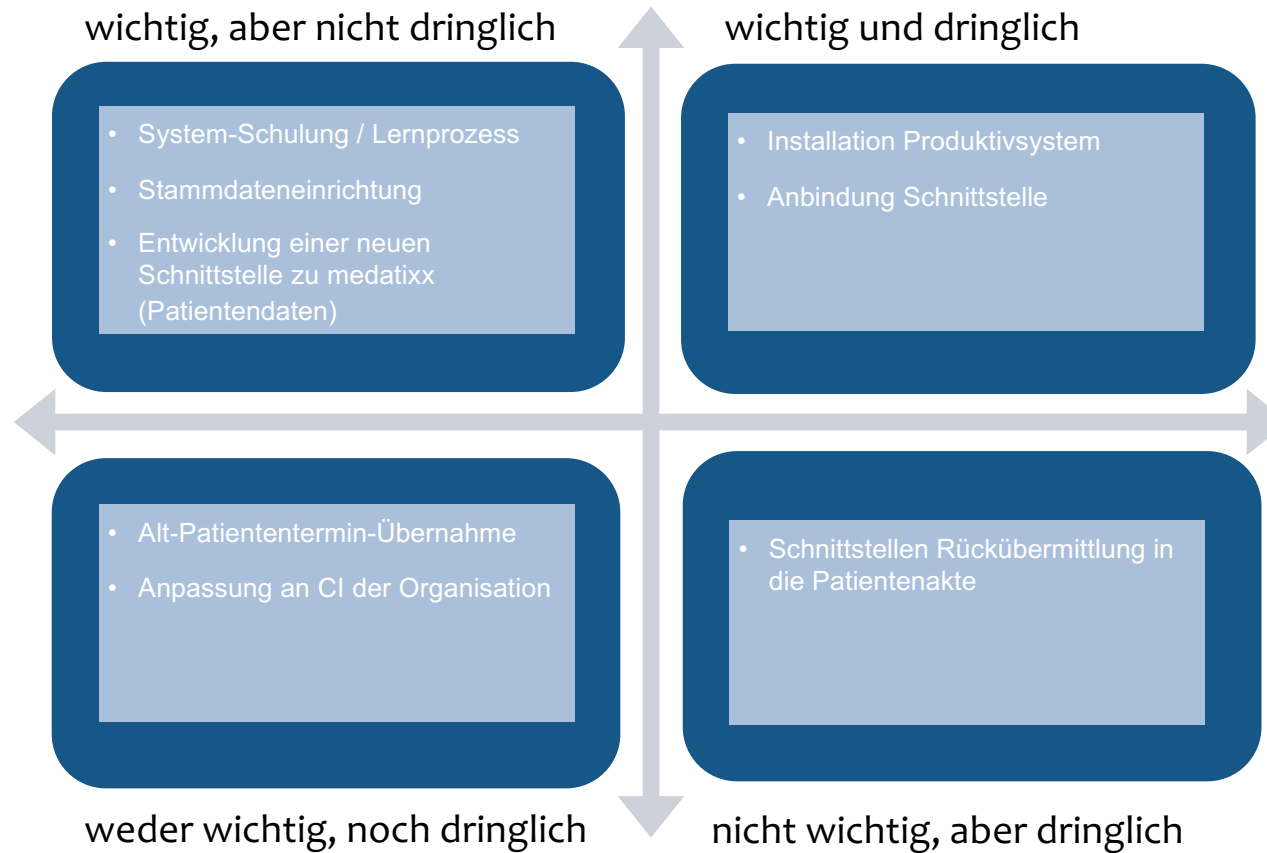 wichtig, aber nicht dringlich
wichtig und dringlich
• System-Schulung / Lernprozess
• Stammdateneinrichtung
• Entwicklung einer neuen
Schnittstelle zu medatixx
(Patientendaten)
• Installation Produktivsystem
• Anbindung Schnittstelle
• Alt-Patiententermin-Übernahme
• Anpassung an CI der Organisation
• Schnittstellen Rückübermittlung in
die Patientenakte
weder wichtig, noch dringlich
nicht wichtig, aber dringlich